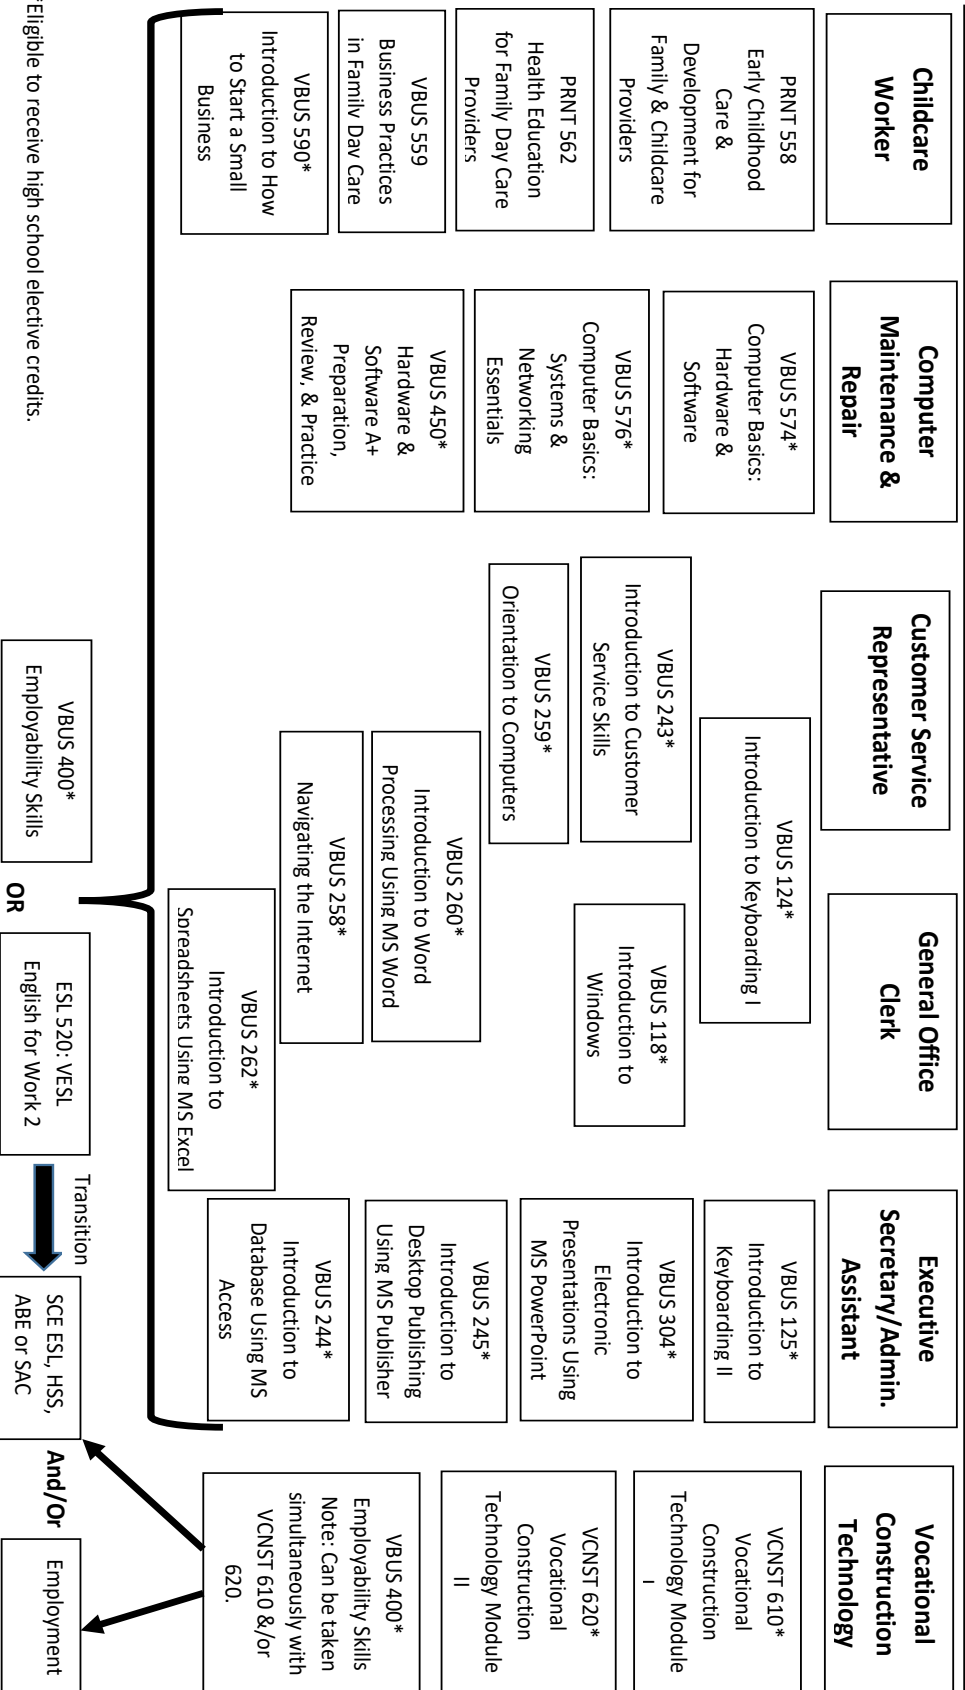 Childcare
Worker
PRNT 558
Early Childhood
Care &
Development for
Family & Childcare
Providers
PRNT 562
Health Education
for Family Day Care
Providers
VBUS 559
Business Practices
in Family Day Care
VBUS 590*
Introduction to How
to Start a Small
Business
Computer
Maintenance &
Repair
VBUS 574*
Computer Basics:
Hardware &
Software
VBUS 576*
Computer Basics:
Systems &
Networking
Essentials
VBUS 450*
Hardware &
Software A+
Preparation,
Review, & Practice
Customer Service
Representative
VBUS 124*
Introduction to Keyboarding I
VBUS 243*
Introduction to Customer
Service Skills
VBUS 259*
Orientation to Computers
General Office
Clerk
VBUS 118*
Introduction to
Windows
VBUS 260*
Introduction to Word
Processing Using MS Word
VBUS 258*
Navigating the Internet
VBUS 262*
Introduction to
Spreadsheets Using MS Excel
Executive
Secretary/Admin.
Assistant
VBUS 125*
Introduction to
Keyboarding II
VBUS 304*
Introduction to
Electronic
Presentations Using
MS PowerPoint
VBUS 245*
Introduction to
Desktop Publishing
Using MS Publisher
VBUS 244*
Introduction to
Database Using MS
Access
Vocational
Construction
Technology
VCNST 610*
Vocational
Construction
Technology Module
I
VCNST 620*
Vocational
Construction
Technology Module
II
VBUS 400*
Employability Skills
Note: Can be taken
simultaneously with
VCNST 610 &/or
620.
VBUS 400*
Employability Skills
OR
ESL 520: VESL
English for Work 2
Transition
SCE ESL, HSS,
ABE or SAC
And/Or
Employment
*Eligible to receive high school elective credits.